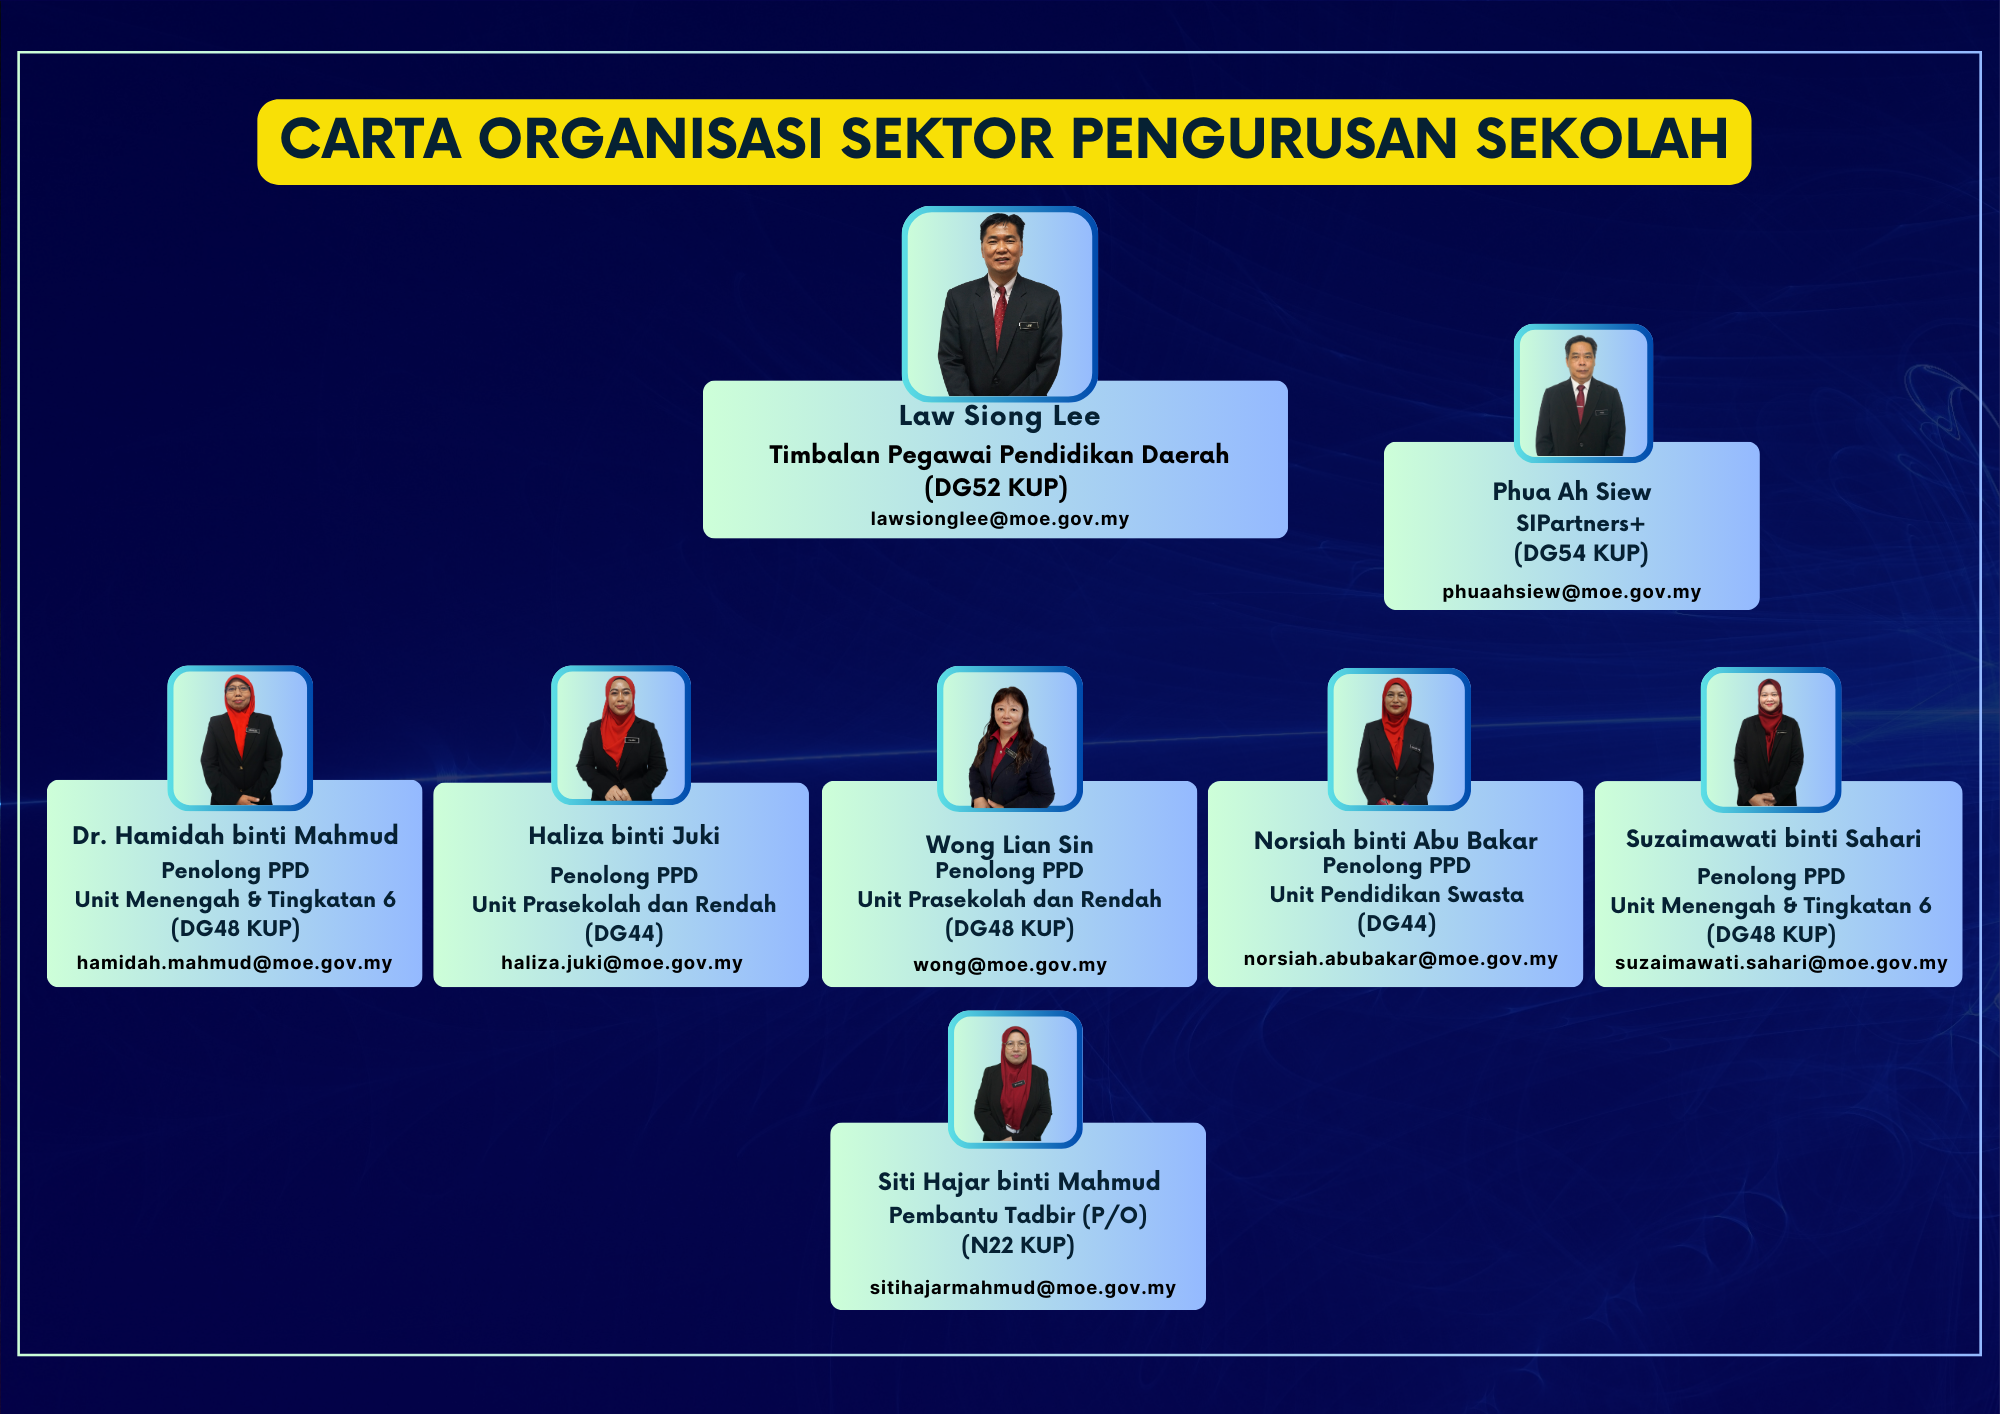 CARTA ORGANISASI SEKTOR PENGURUSAN SEKOLAH
Law Siong Lee
Timbalan Pegawai Pendidikan Daerah
(DG52 KUP)
lawsionglee@moe.gov.my
Phua Ah Siew
SIPartners+
(DG54 KUP)
phuaahsiew@moe.gov.my
Dr. Hamidah binti Mahmud
Penolong PPD
Unit Menengah & Tingkatan 6
(DG48 KUP)
hamidah.mahmud@moe.gov.my
Haliza binti Juki
Penolong PPD
Unit Prasekolah dan Rendah
(DG44)
haliza.juki@moe.gov.my
Wong Lian Sin
Penolong PPD
Unit Prasekolah dan Rendah
(DG48 KUP)
wong@moe.gov.my
Norsiah binti Abu Bakar
Penolong PPD
Unit Pendidikan Swasta
(DG44)
norsiah.abubakar@moe.gov.my
Suzaimawati binti Sahari
Penolong PPD
Unit Menengah & Tingkatan 6
(DG48 KUP)
suzaimawati.sahari@moe.gov.my
Siti Hajar binti Mahmud
Pembantu Tadbir (P/O)
(N22 KUP)
sitihajarmahmud@moe.gov.my